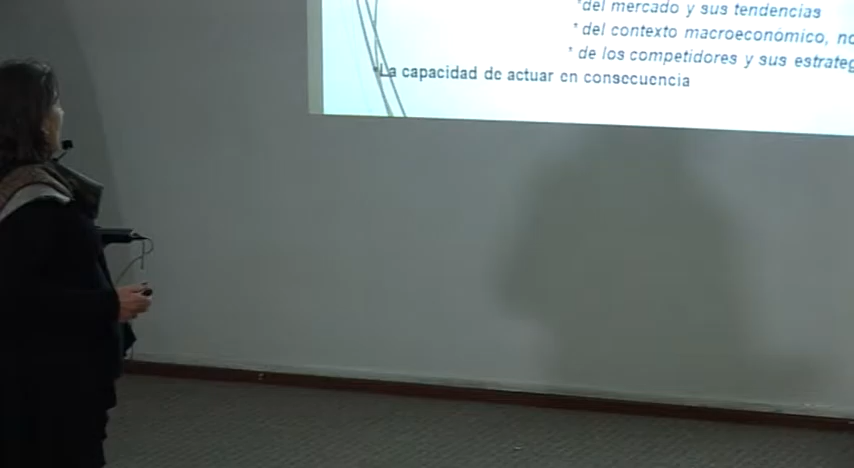 *del mercado y sus tendencias
*del contexto macroeconómico,
* de los competidores y sus
•La capacidad de actuar en consecuencia